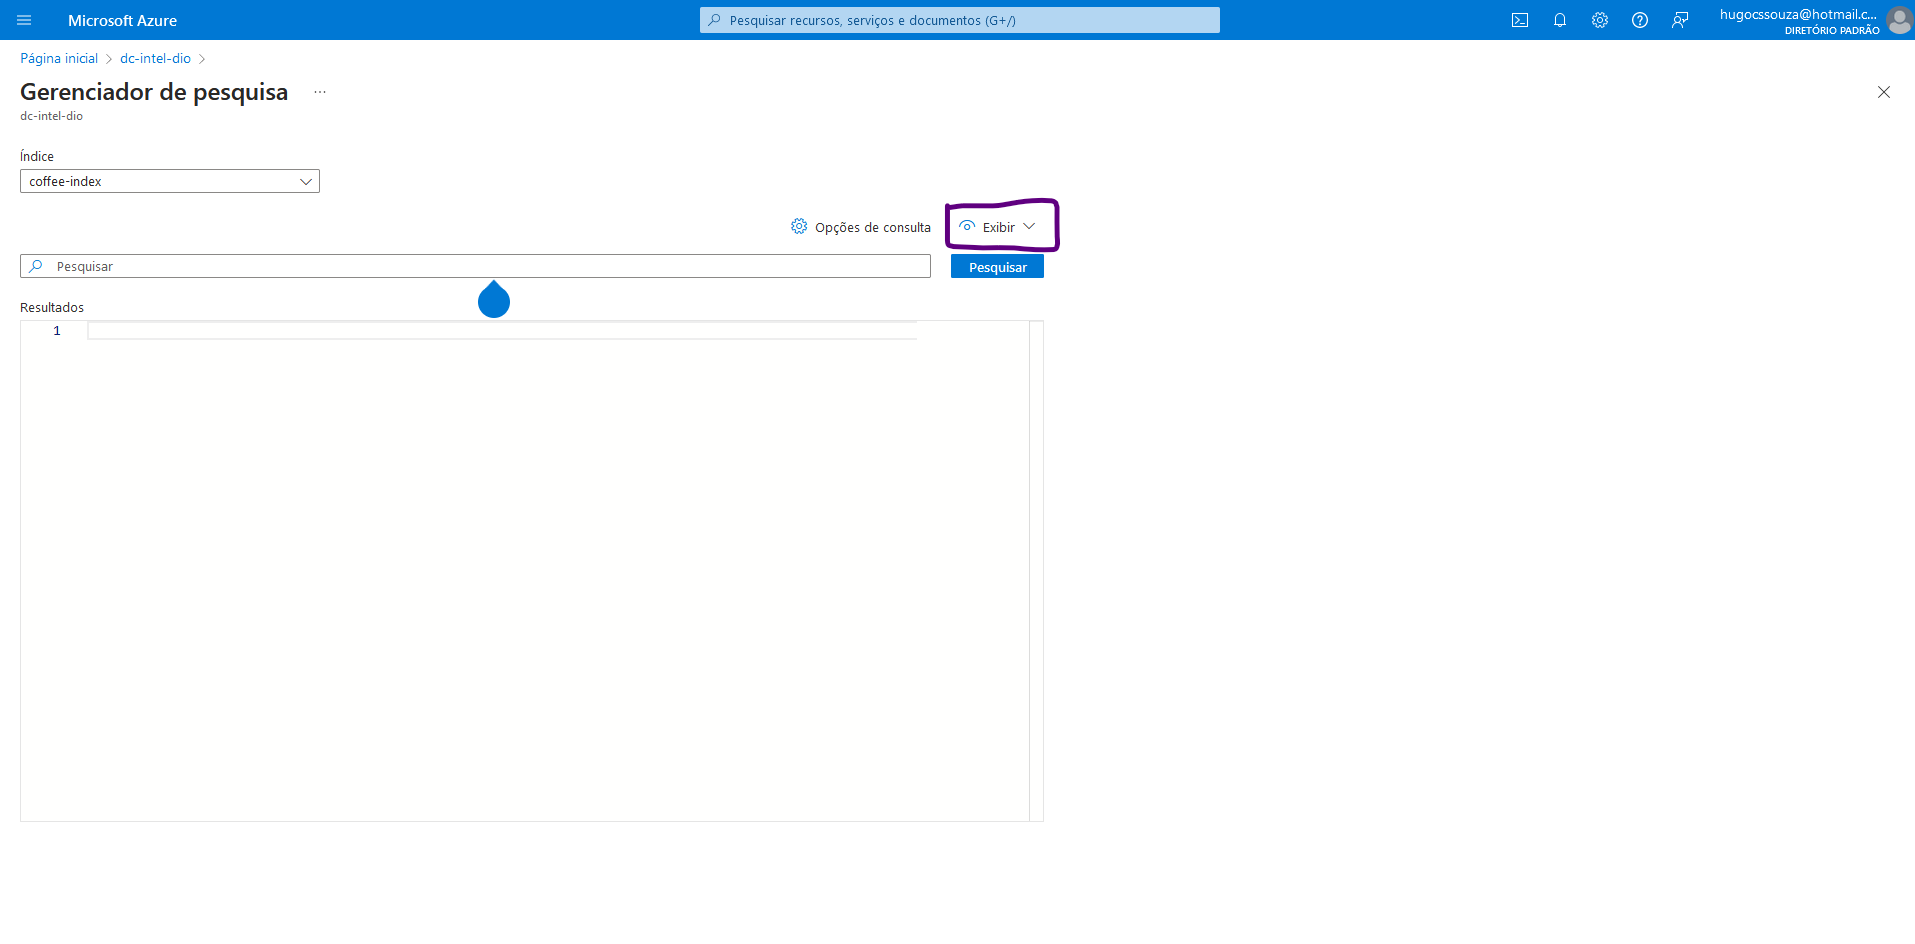 Microsoft Azure
Pesquisar recursos, serviços e documentos (G+/)
hugocssouza@hotmail.c...
DIRETÓRIO PADRÃO
Página inicial > dc-intel-dio >
Gerenciador de pesquisa ...
dc-intel-dio
Índice
coffee-index
Opções de consulta
Exibir
Pesquisar
Pesquisar
Resultados
1